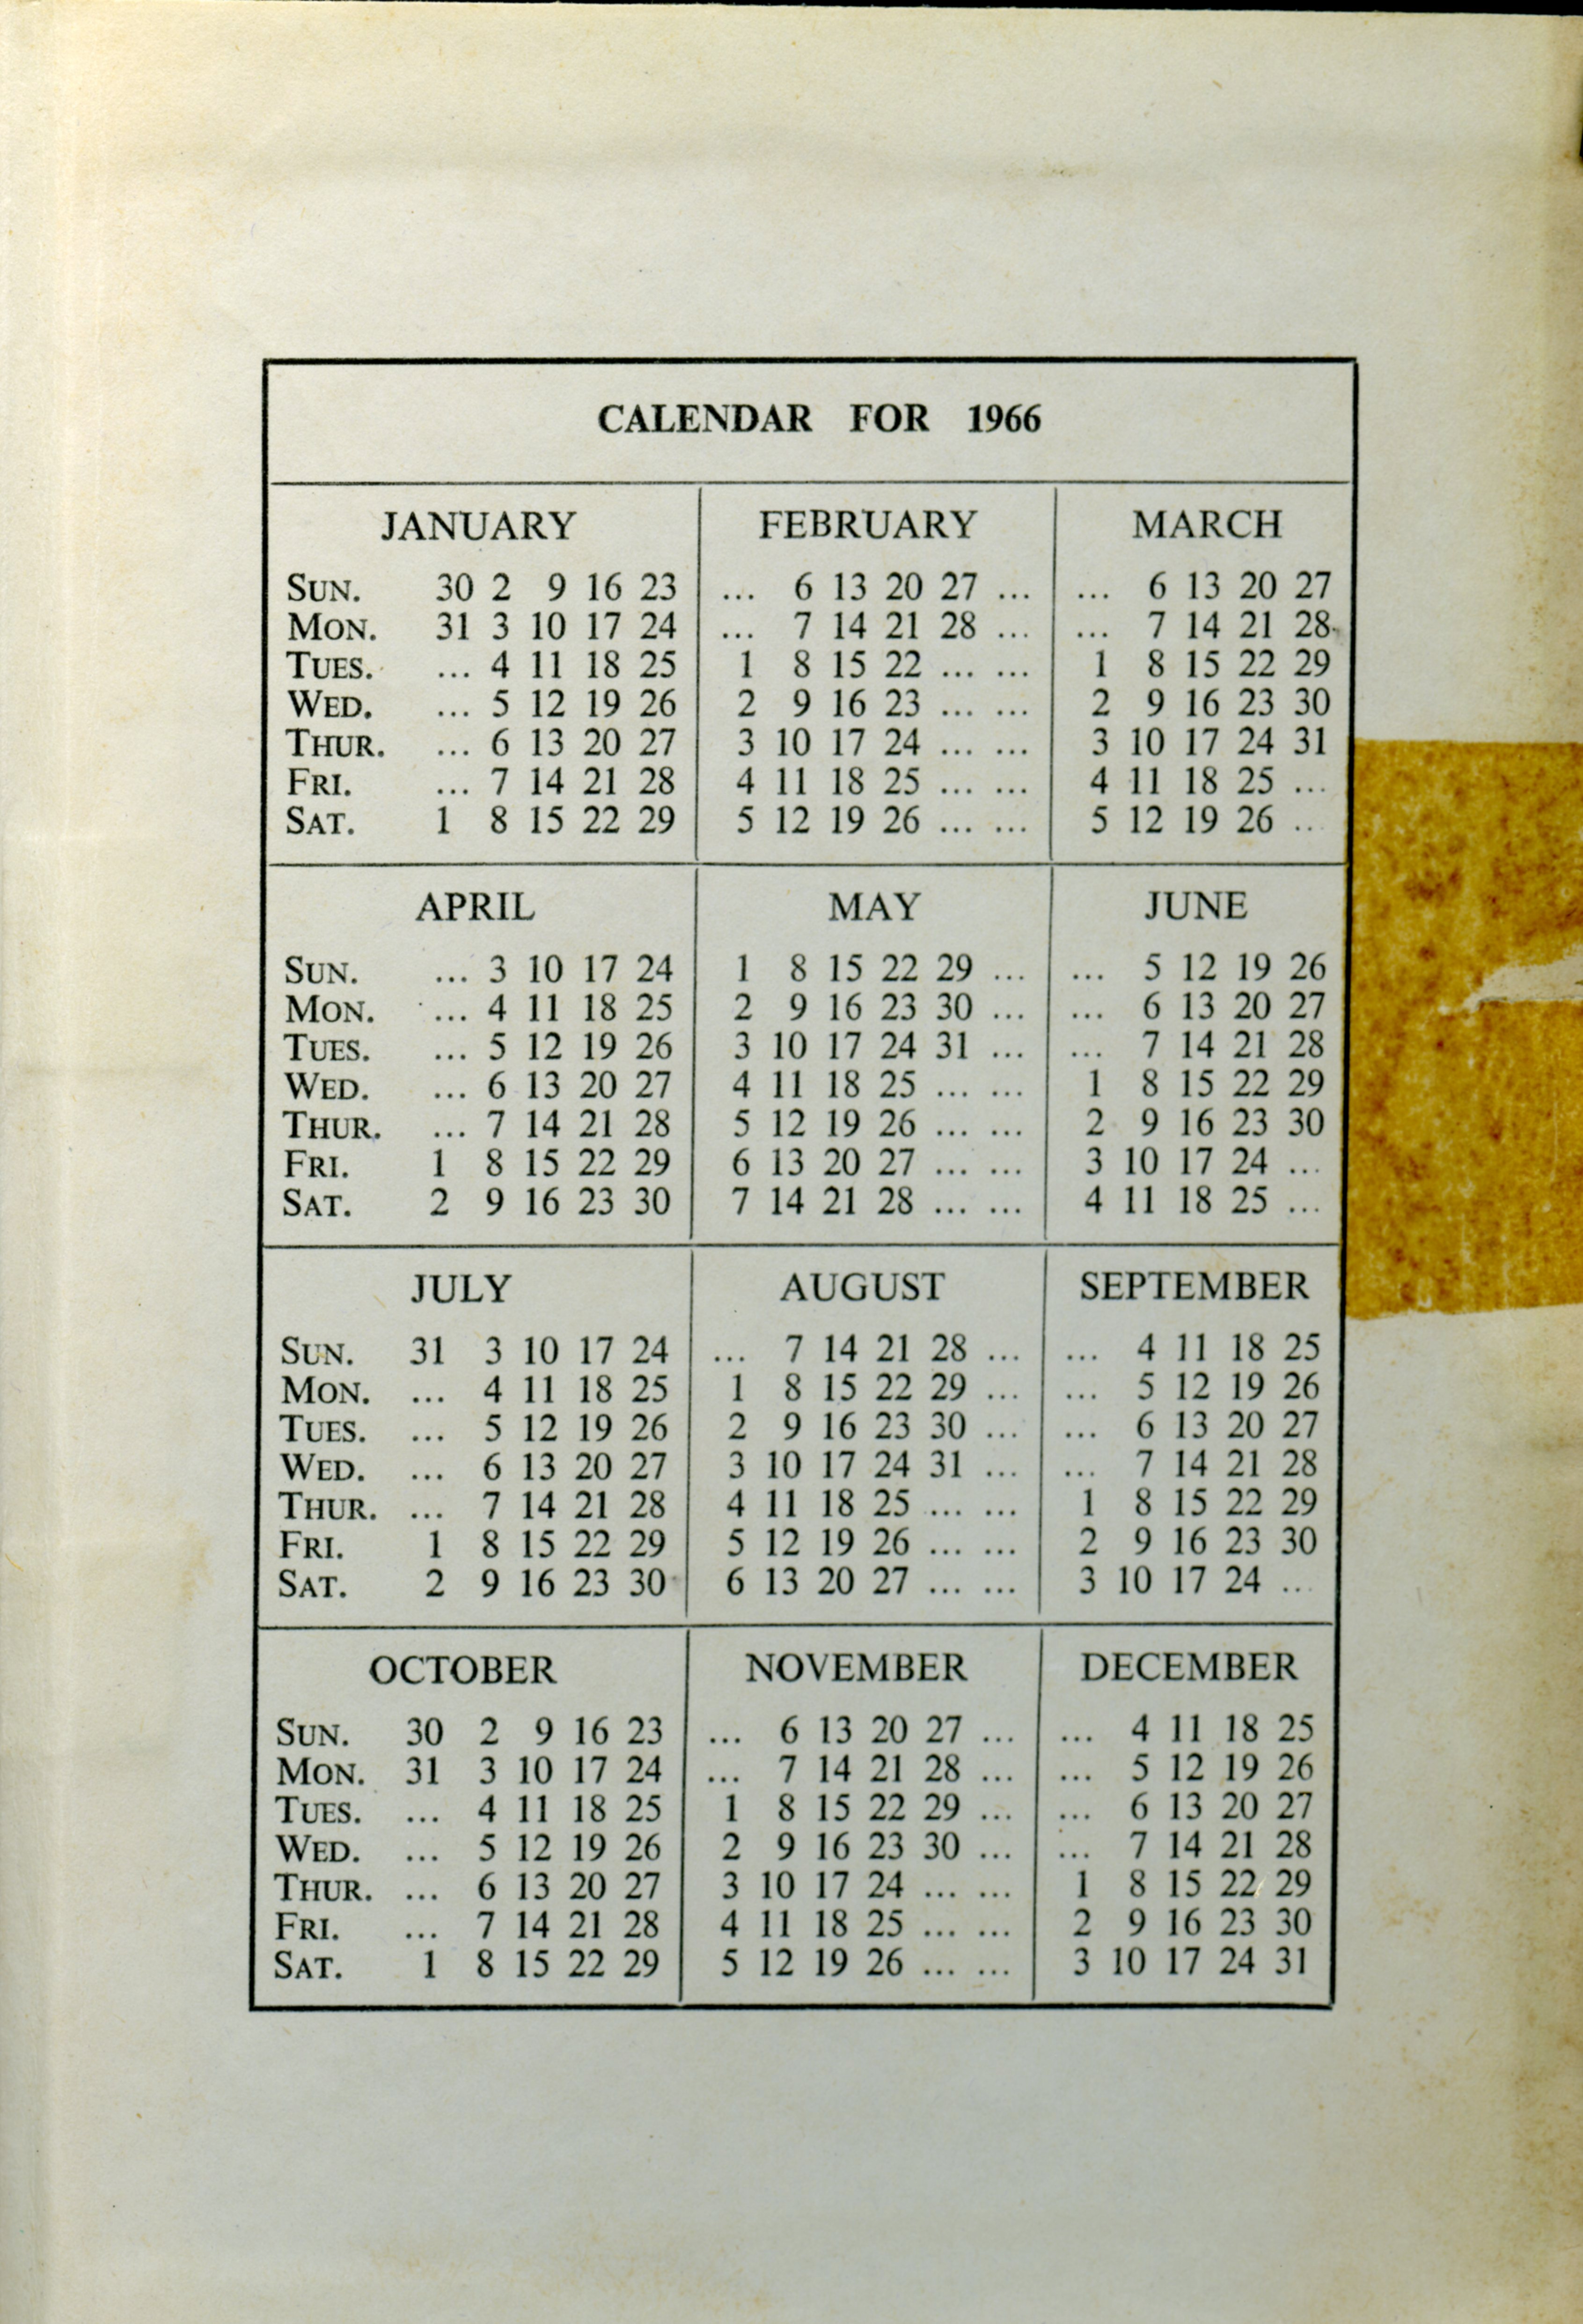 CALENDAR FOR 1966
JANUARY FEBRUARY MARCH
SUN. 30 2 9 16 23 ... 6 13 20 27 ... ... 6 13 20 27
MON. 31 3 10 17 24 ... 7 14 21 28 ... ... 7 14 21 28
TUES. ... 4 11 18 25 1 8 15 22 ... ... 1 8 15 22 29
WED. ... 5 12 19 26 2 9 16 23 ... ... 2 9 16 23 30
THUR. ... 6 13 20 27 3 10 17 24 ... ... 3 10 17 24 31
FRI. ... 7 14 21 28 4 11 18 25 ... ... 4 11 18 25 ...
SAT. 1 8 15 22 29 5 12 19 26 ... ... 5 12 19 26 ...
APRIL MAY JUNE
SUN. ... 3 10 17 24 1 8 15 22 29 ... ... 5 12 19 26
MON. ... 4 11 18 25 2 9 16 23 30 ... ... 6 13 20 27
TUES. ... 5 12 19 26 3 10 17 24 31 ... ... 7 14 21 28
WED. ... 6 13 20 27 4 11 18 25 ... ... 1 8 15 22 29
THUR. ... 7 14 21 28 5 12 19 26 ... ... 2 9 16 23 30
FRI. 1 8 15 22 29 6 13 20 27 ... ... 3 10 17 24 ...
SAT. 2 9 16 23 30 7 14 21 28 ... ... 4 11 18 25 ...
JULY AUGUST SEPTEMBER
SUN. 31 3 10 17 24 ... 7 14 21 28 ... ... 4 11 18 25
MON. ... 4 11 18 25 1 8 15 22 29 ... ... 5 12 19 26
TUES. ... 5 12 19 26 2 9 16 23 30 ... ... 6 13 20 27
WED. ... 6 13 20 27 3 10 17 24 31 ... ... 7 14 21 28
THUR. ... 7 14 21 28 4 11 18 25 ... ... 1 8 15 22 29
FRI. 1 8 15 22 29 5 12 19 26 ... ... 2 9 16 23 30
SAT. 2 9 16 23 30 6 13 20 27 ... ... 3 10 17 24 ...
OCTOBER NOVEMBER DECEMBER
SUN. 30 2 9 16 23 ... 6 13 20 27 ... ... 4 11 18 25
MON. 31 3 10 17 24 ... 7 14 21 28 ... ... 5 12 19 26
TUES. ... 4 11 18 25 1 8 15 22 29 ... ... 6 13 20 27
WED. ... 5 12 19 26 2 9 16 23 30 ... ... 7 14 21 28
THUR. ... 6 13 20 27 3 10 17 24 ... ... 1 8 15 22 29
FRI. ... 7 14 21 28 4 11 18 25 ... ... 2 9 16 23 30
SAT. 1 8 15 22 29 5 12 19 26 ... ... 3 10 17 24 31